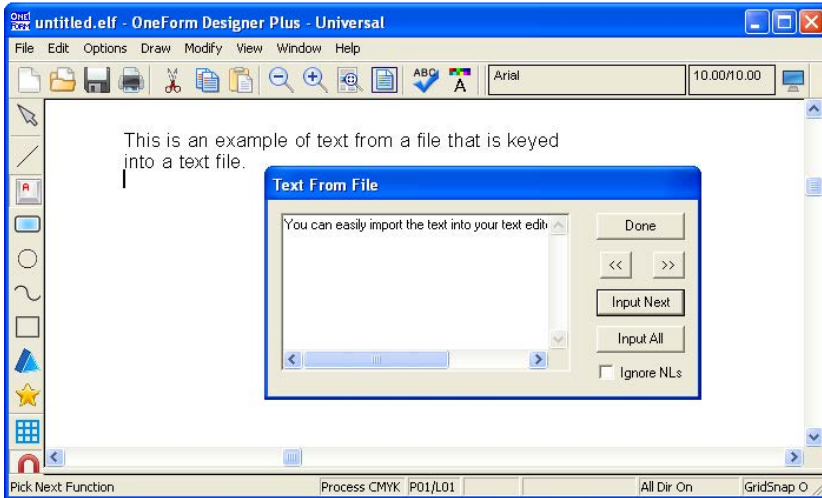 ONE!
FORM
untitled.elf - OneForm Designer Plus - Universal
File Edit Options Draw Modify View Window Help
ABC
A
Arial
10.00/10.00
A
This is an example of text from a file that is keyed
into a text file.
Text From File
You can easily import the text into your text edit
Done
<< >>
Input Next
Input All
Ignore NLs
Pick Next Function
Process CMYK
P01/L01
All Dir On
GridSnap O